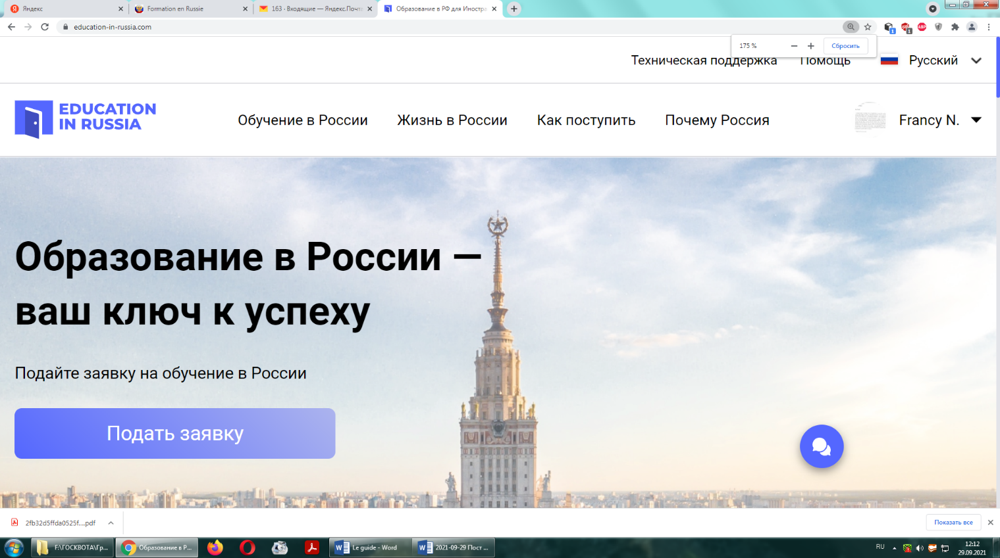 Яндекс
Formation en Russie
163 · Входящие — Яндекс.Почта
Образование в РФ для Иностра
education-in-russia.com
175 %
Сбросить
Техническая поддержка
Помощь
Русский
EDUCATION
IN RUSSIA
Обучение в России
Жизнь в России
Как поступить
Почему Россия
Francy N.
Образование в России —
ваш ключ к успеху
Подайте заявку на обучение в России
Подать заявку
2fb32d5ffda0525f....pdf
Показать все
F:\ГОСКВОТА\Гр...
Образование в Р...
Le guide - Word
2021-09-29 Пост ...
RU
12:12
29.09.2021